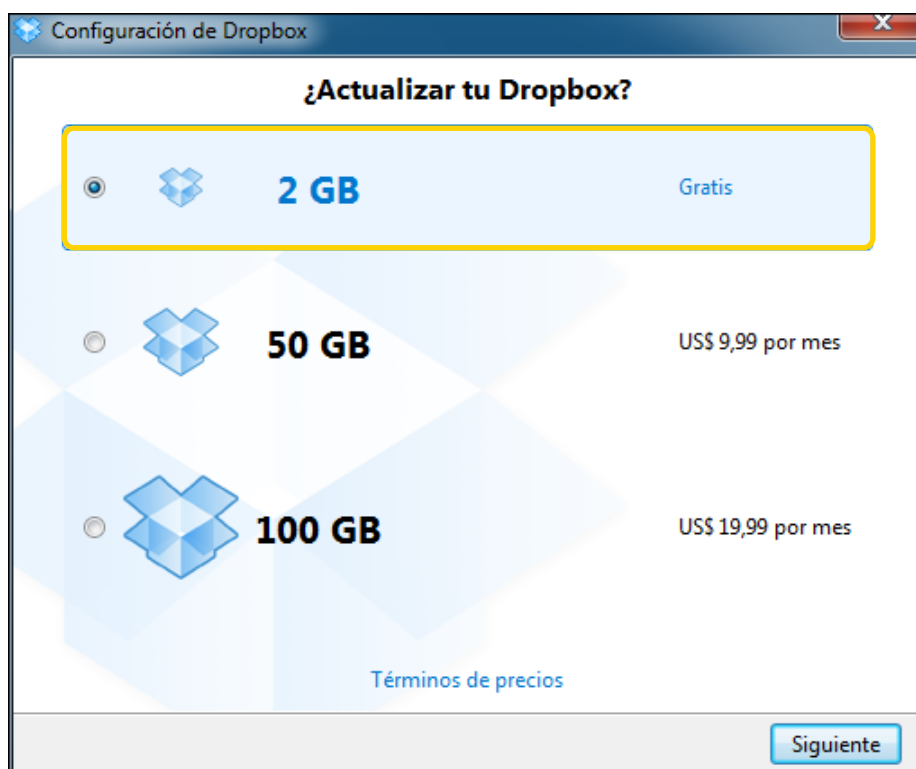 Configuración de Dropbox
¿Actualizar tu Dropbox?
2 GB Gratis
50 GB US$ 9,99 por mes
100 GB US$ 19,99 por mes
Términos de precios
Siguiente